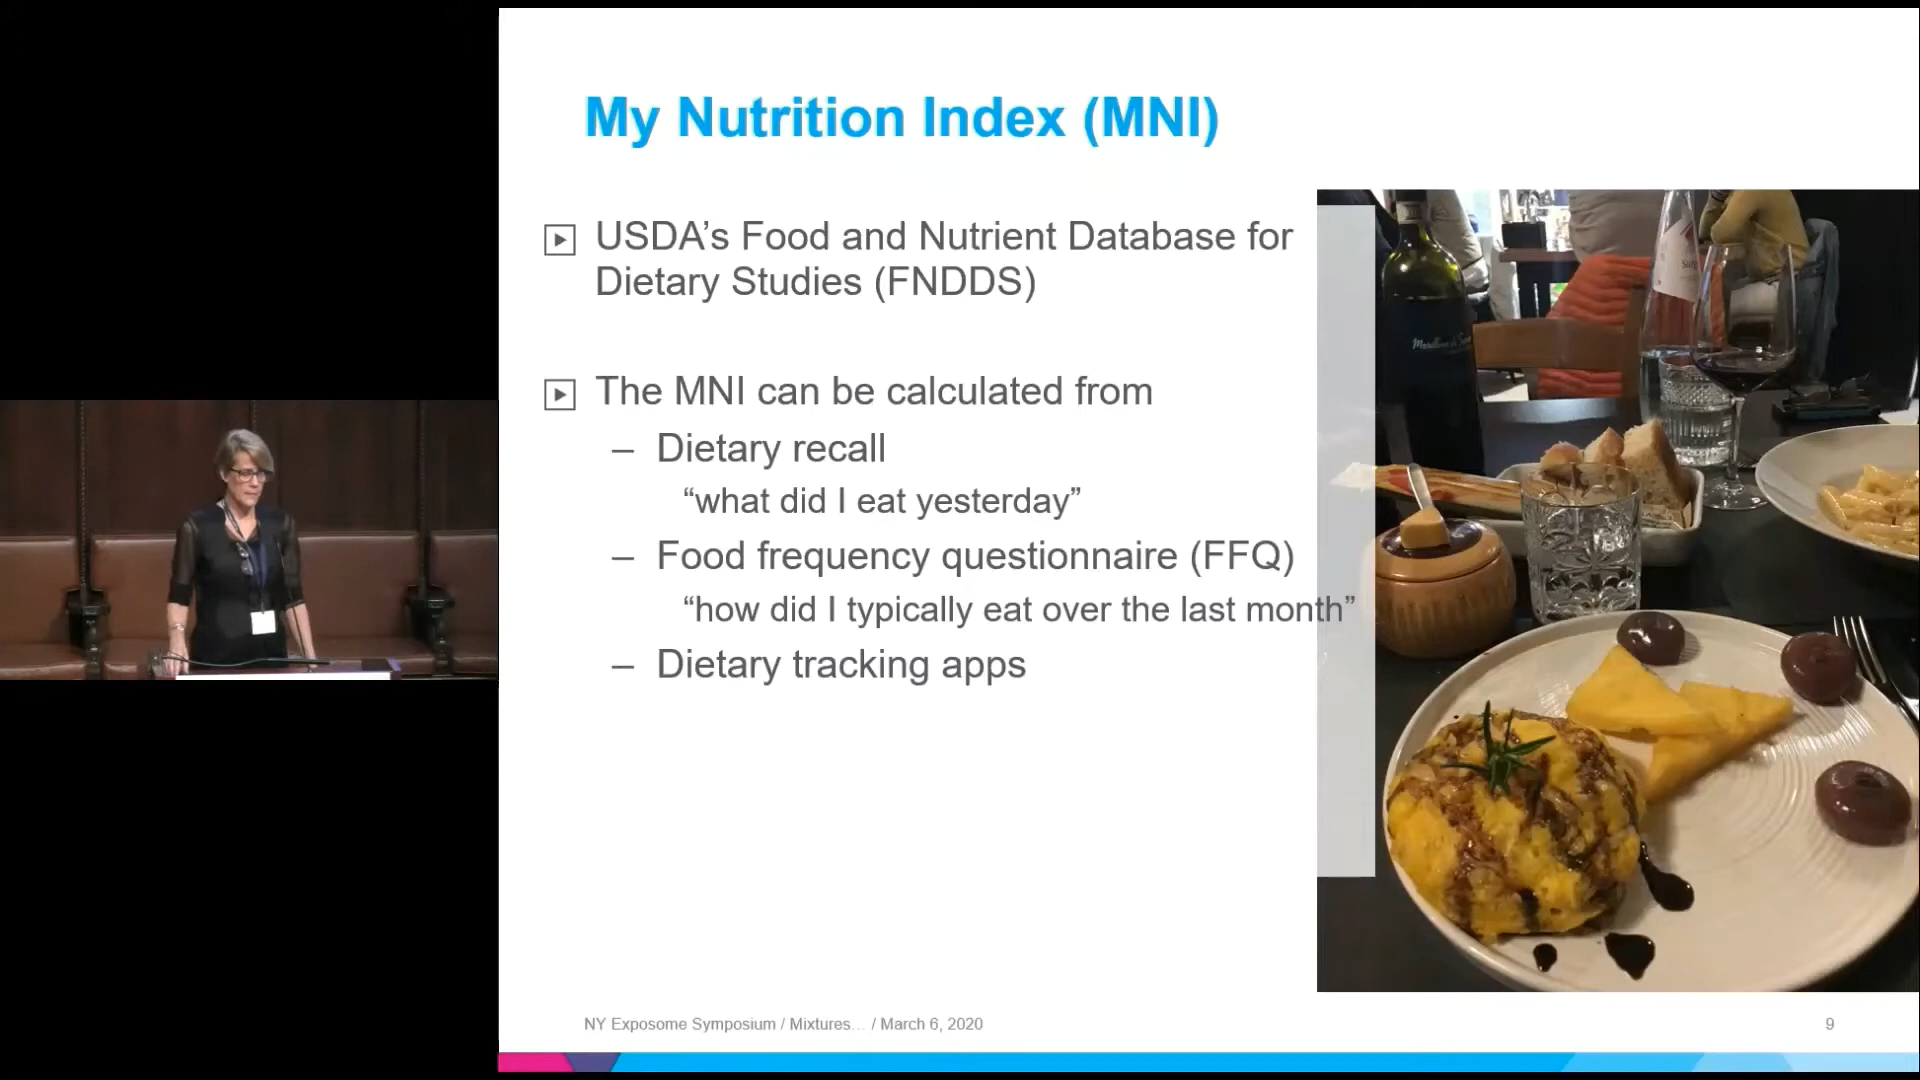 My Nutrition Index (MNI)
USDA’s Food and Nutrient Database for
Dietary Studies (FNDDS)
The MNI can be calculated from
– Dietary recall
“what did I eat yesterday”
– Food frequency questionnaire (FFQ)
“how did I typically eat over the last month”
– Dietary tracking apps
NY Exposome Symposium / Mixtures... / March 6, 2020
9